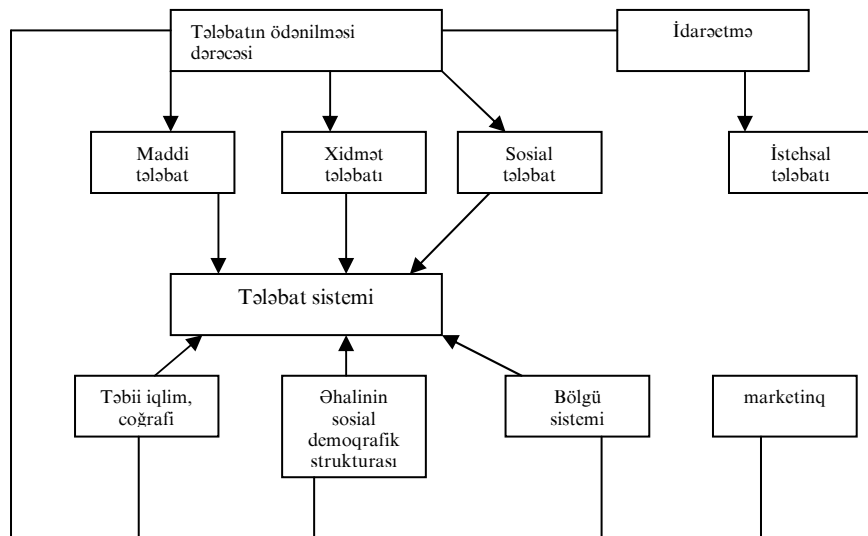 Tələbatın ödənilməsi
dərəcəsi
İdarəetmə
Maddi
tələbat
Xidmət
tələbatı
Sosial
tələbat
İstehsal
tələbatı
Tələbat sistemi
Təbii iqlim,
coğrafi
Əhalinin
sosial
demoqrafik
strukturası
Bölgü
sistemi
marketinq